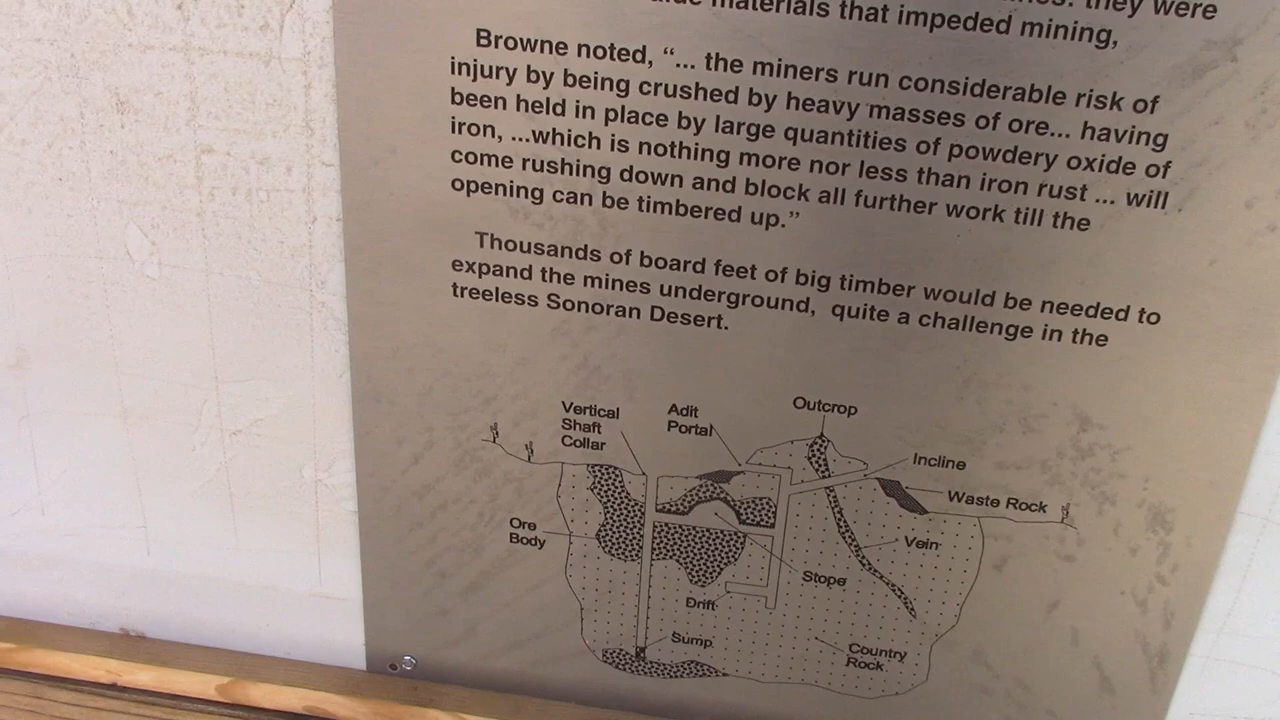 they were
materials that impeded mining,
Browne noted, “... the miners run considerable risk of
injury by being crushed by heavy masses of ore... having
been held in place by large quantities of powdery oxide of
iron, ...which is nothing more nor less than iron rust ... will
come rushing down and block all further work till the
opening can be timbered up.”
Thousands of board feet of big timber would be needed to
expand the mines underground, quite a challenge in the
treeless Sonoran Desert.
Outcrop
Vertical
Shaft
Collar
Adit
Portal
Incline
Waste Rock
Ore
Body
Vein
Stope
Drift
Sump
Country
Rock